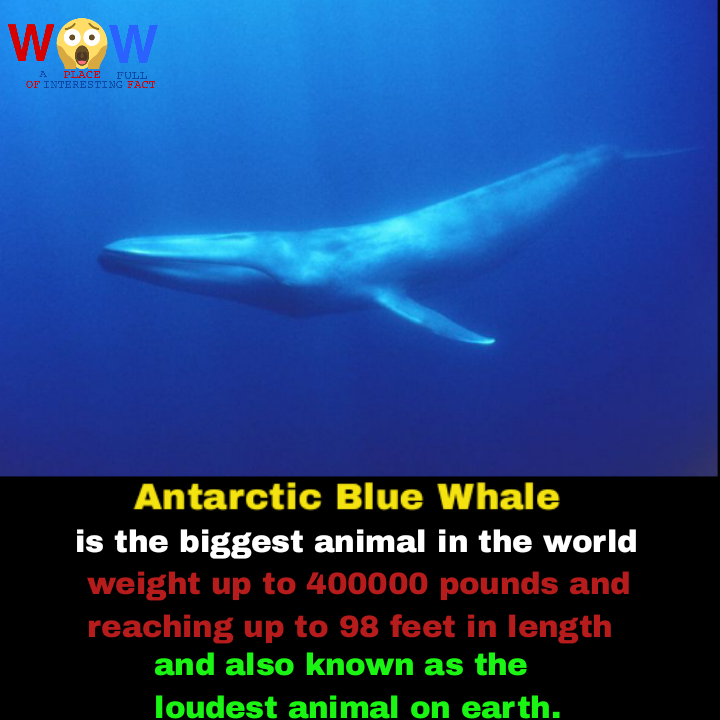 WOW
A PLACE FULL
OF INTERESTING FACT
Antarctic Blue Whale
is the biggest animal in the world
weight up to 400000 pounds and
reaching up to 98 feet in length
and also known as the
loudest animal on earth.